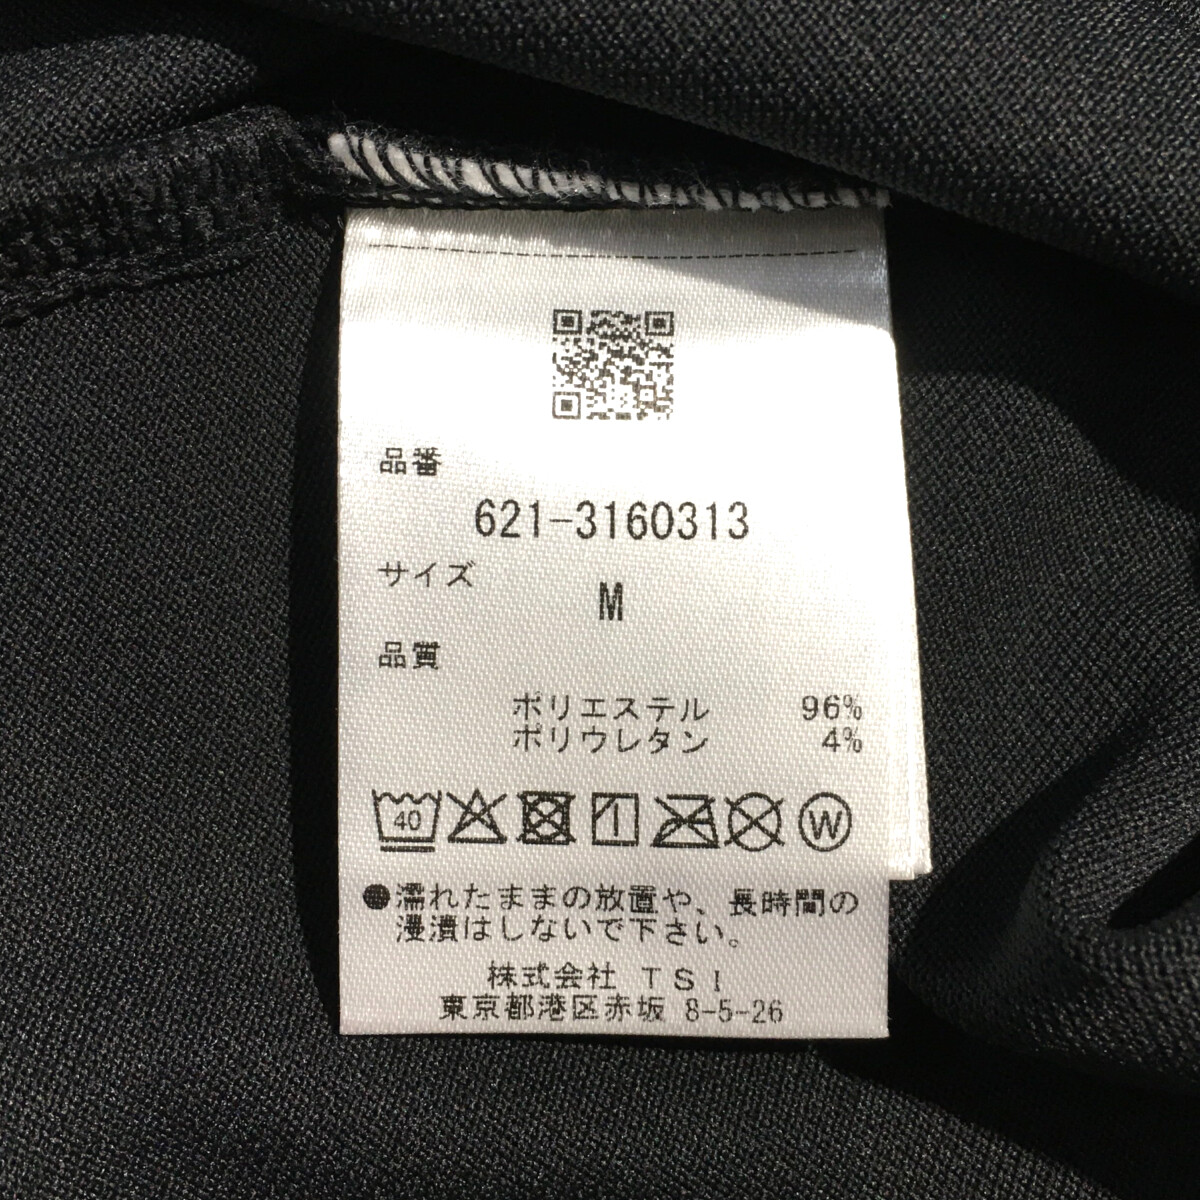 品番
621-3160313
サイズ
M
品質
ポリエステル 96%
ポリウレタン 4%
40 W
●濡れたままの放置や、長時間の
浸漬はしないで下さい。
株式会社 TSI
東京都港区赤坂 8-5-26